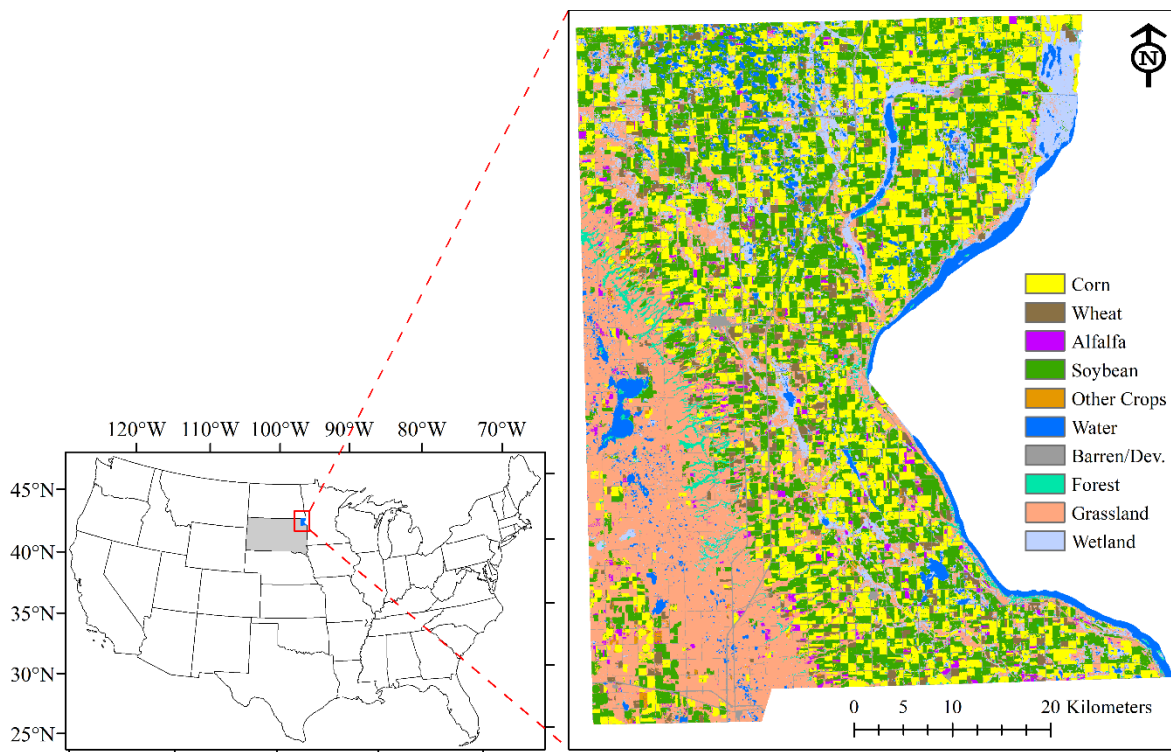 N
Corn
Wheat
Alfalfa
Soybean
Other Crops
Water
Barren/Dev.
Forest
Grassland
Wetland
0 5 10 20 Kilometers
120°W 110°W 100°W 90°W 80°W 70°W
45°N
40°N
35°N
30°N
25°N